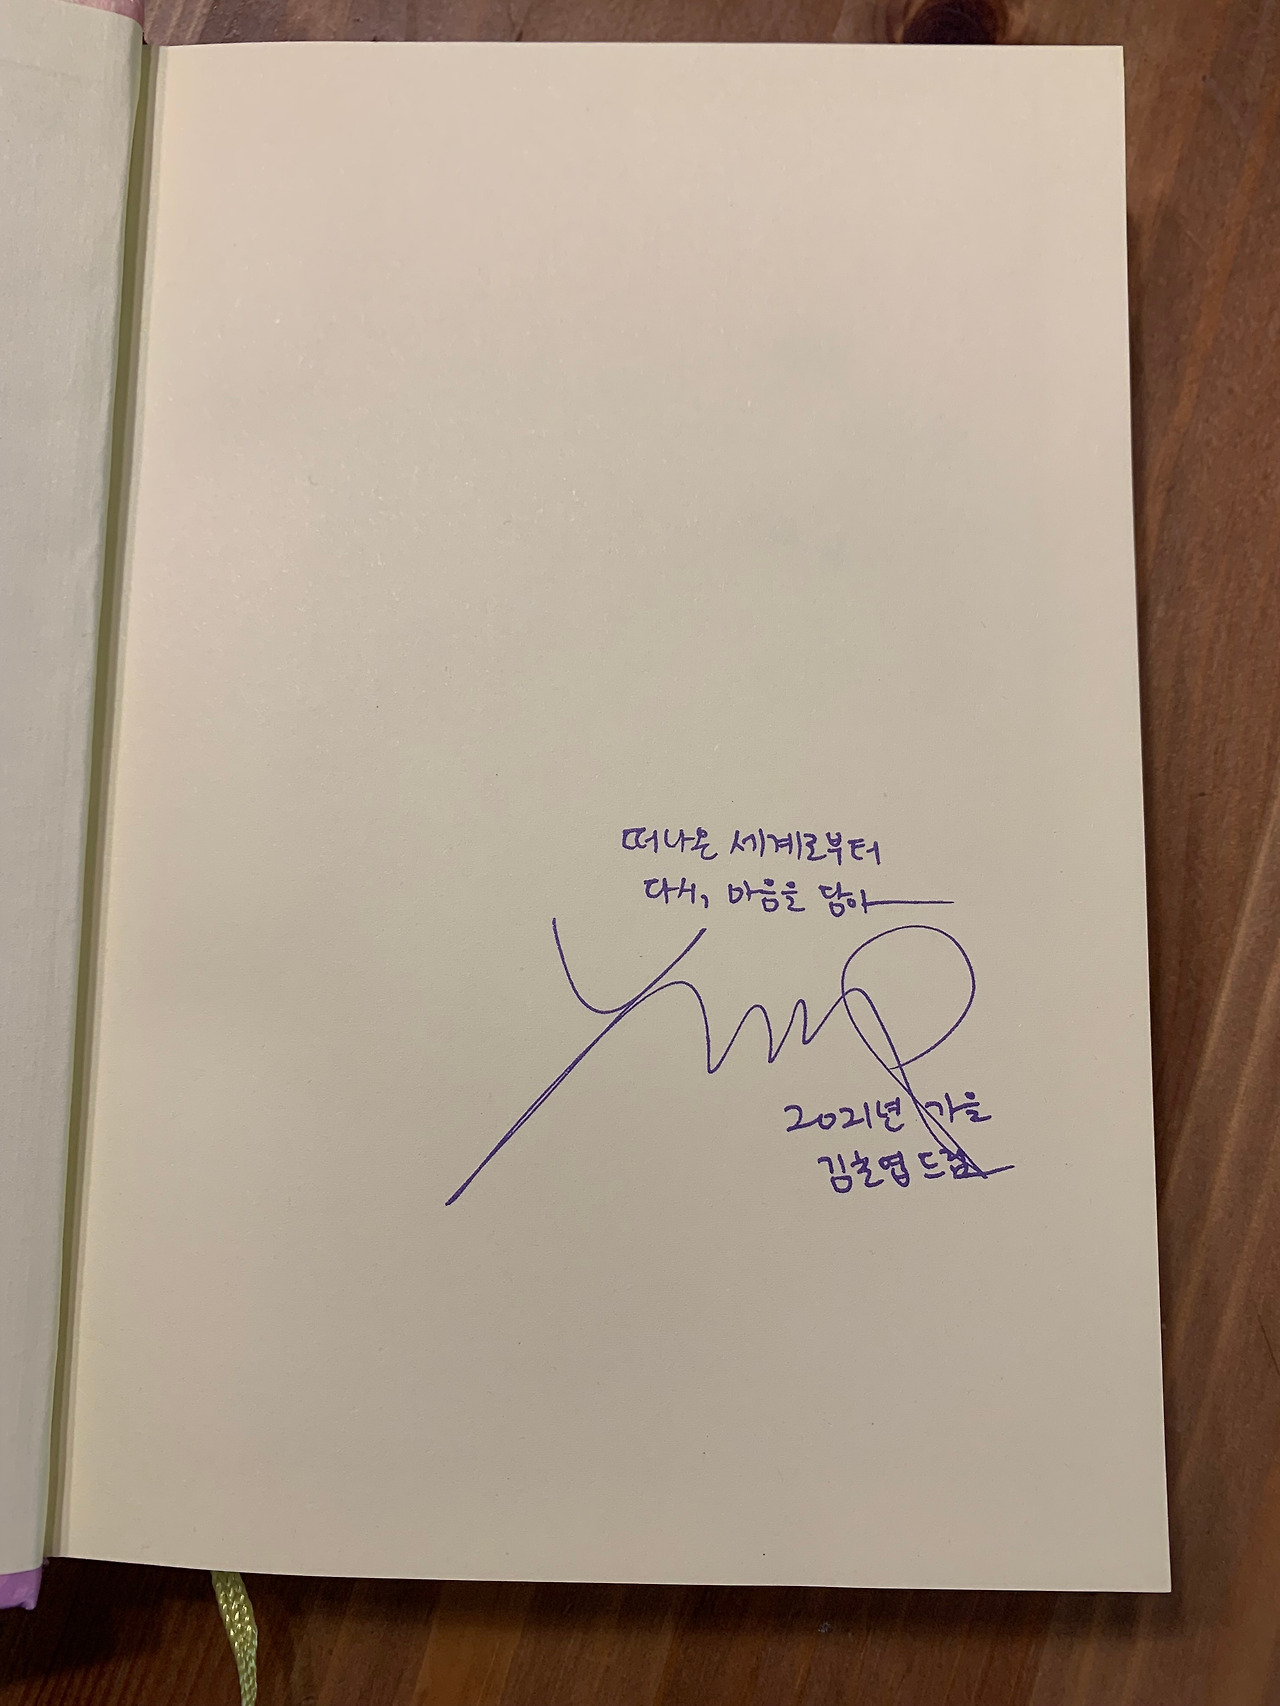 떠나온 세계로부터
다시, 마음을 담아
2021년 가을
김초엽 드림